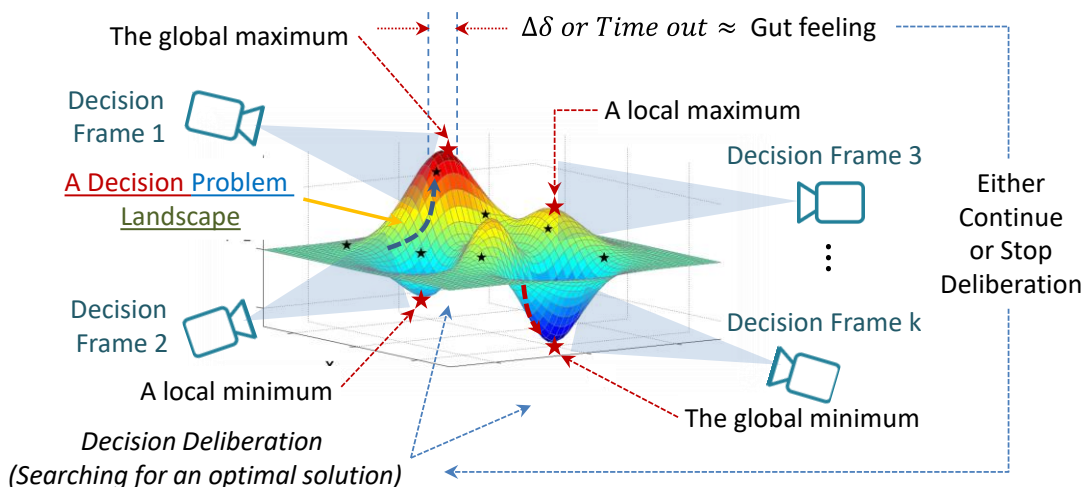 The global maximum
Δδ or Time out ≈ Gut feeling
Decision
Frame 1
A local maximum
Decision Frame 3
A Decision Problem
Landscape
Either
Continue
or Stop
Deliberation
Decision
Frame 2
Decision Frame k
x
A local minimum
The global minimum
Decision Deliberation
(Searching for an optimal solution)